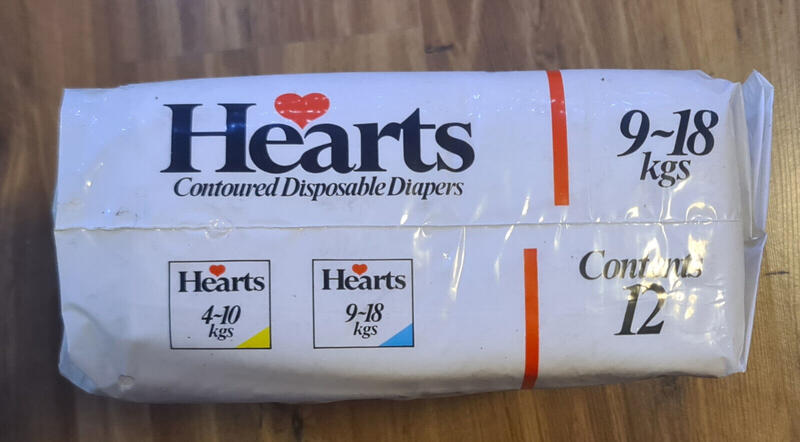 Hearts
Contoured Disposable Diapers
9~18
kgs
Hearts
4~10
kgs
Hearts
9~18
kgs
Contents
12